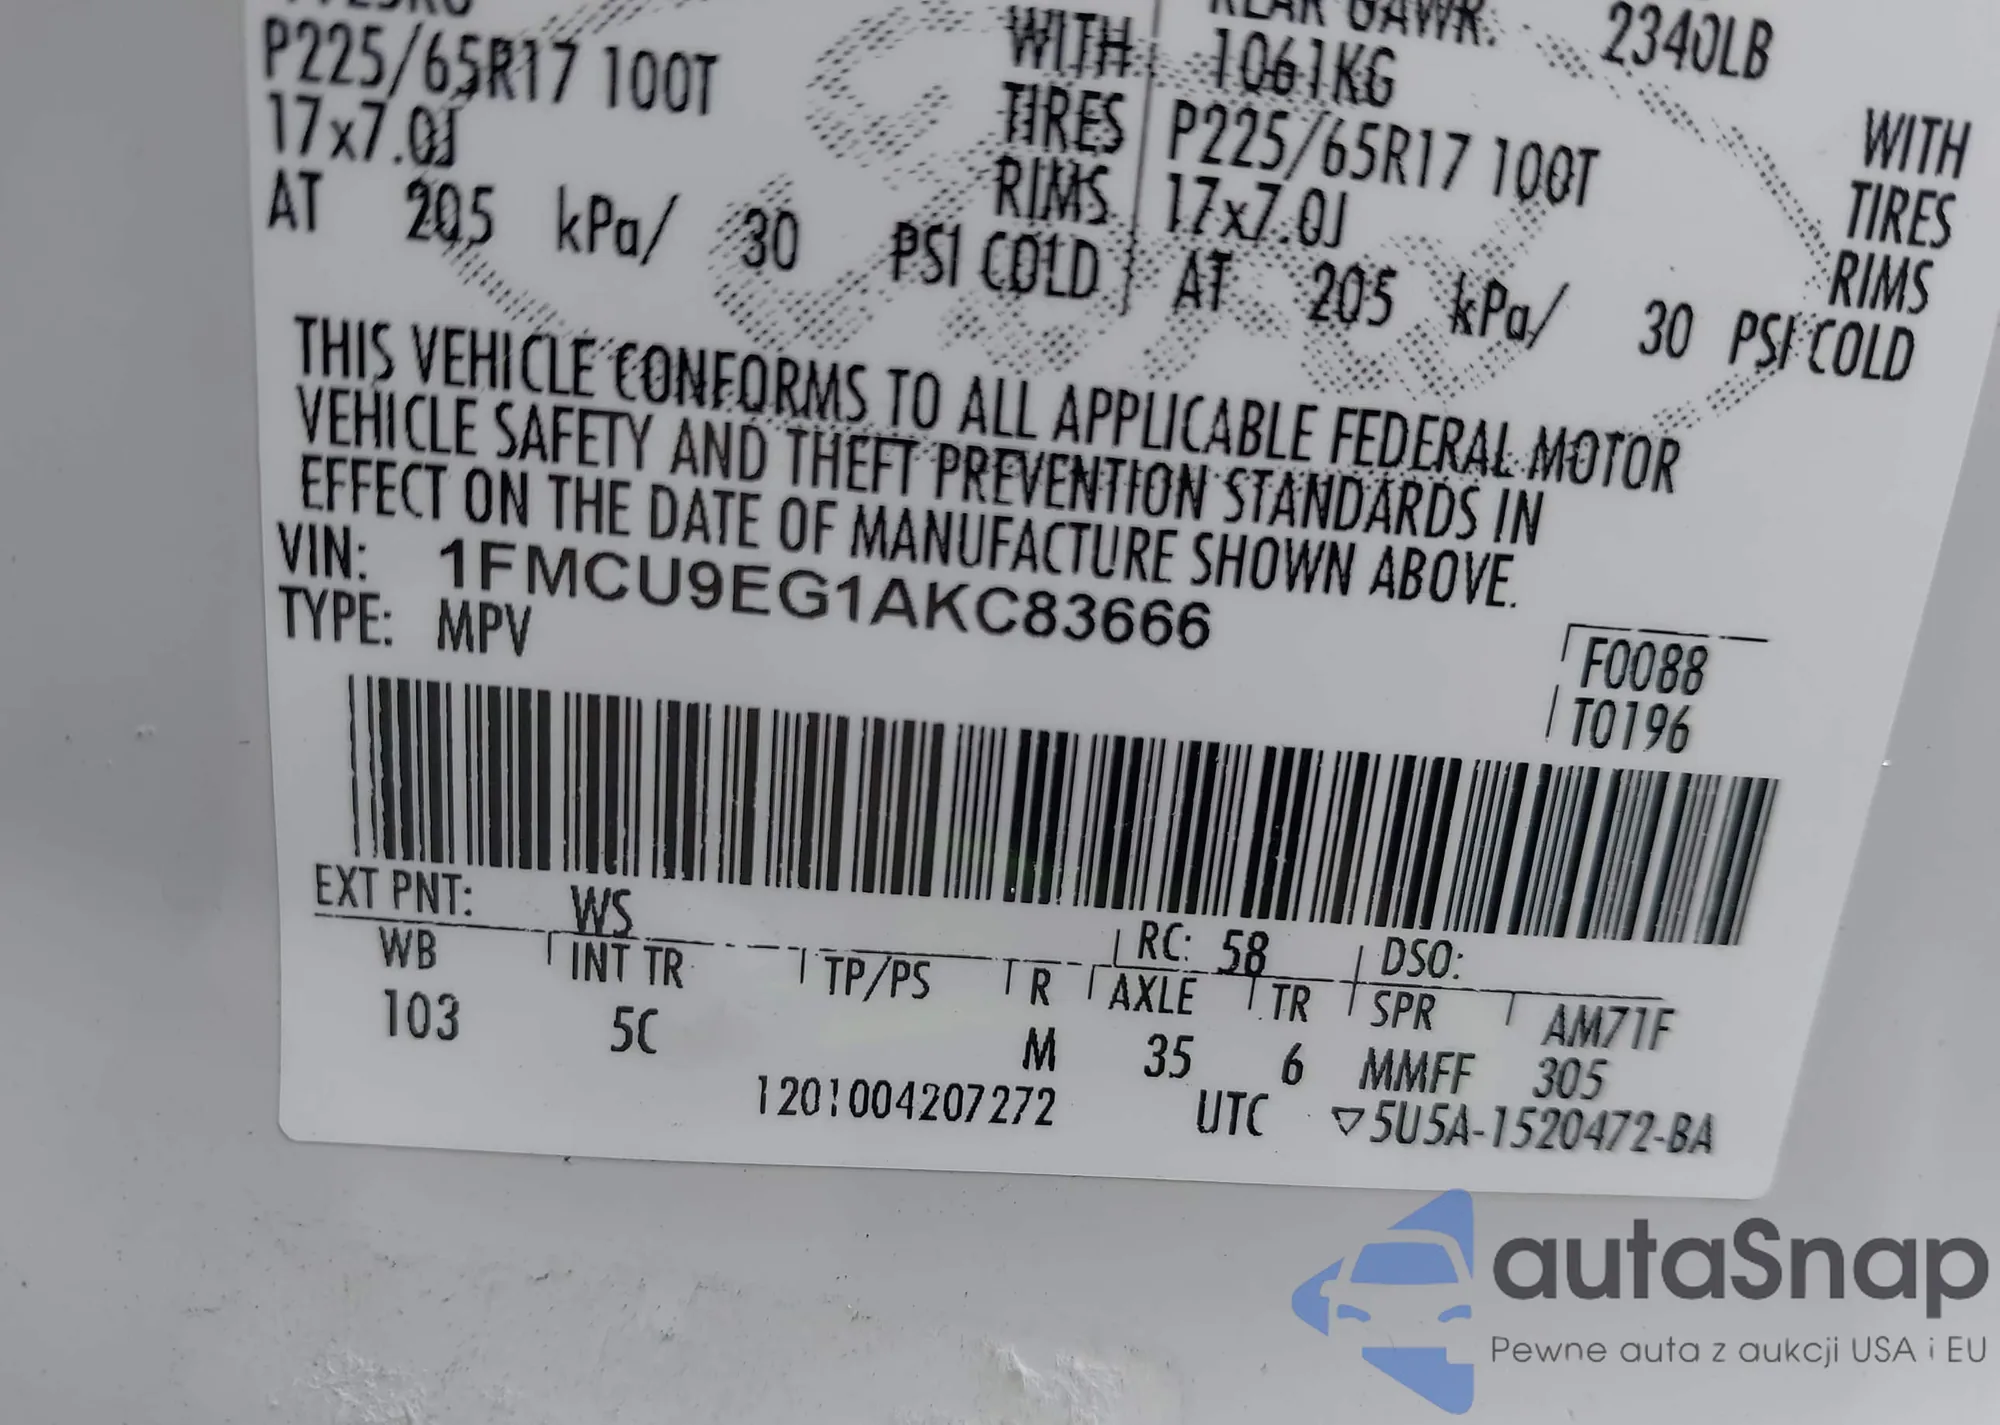 REAR GAWR: 2340LB
P225/65R17 100T WITH 1061KG WITH
17x7.0J TIRES P225/65R17 100T TIRES
AT 205 kPa/ 30 PSI COLD RIMS 17x7.0J RIMS
AT 205 kPa/ 30 PSI COLD
THIS VEHICLE CONFORMS TO ALL APPLICABLE FEDERAL MOTOR
VEHICLE SAFETY AND THEFT PREVENTION STANDARDS IN
EFFECT ON THE DATE OF MANUFACTURE SHOWN ABOVE.
VIN: 1FMCU9EG1AKC83666
TYPE: MPV
F0088
T0196
EXT PNT: WS RC: 58 DSO:
WB INT TR TP/PS R AXLE TR SPR AM71F
103 5C M 35 6 MMFF 305
1201004207272 UTC ▽5U5A-1520472-BA
autaSnap
Pewne auta z aukcji USA i EU